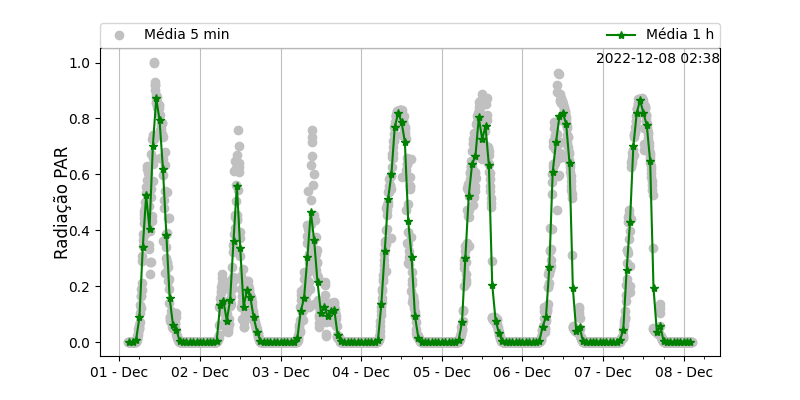 Média 5 min
Média 1 h
2022-12-08 02:38
Radiação PAR
1.0
0.8
0.6
0.4
0.2
0.0
01 - Dec
02 - Dec
03 - Dec
04 - Dec
05 - Dec
06 - Dec
07 - Dec
08 - Dec